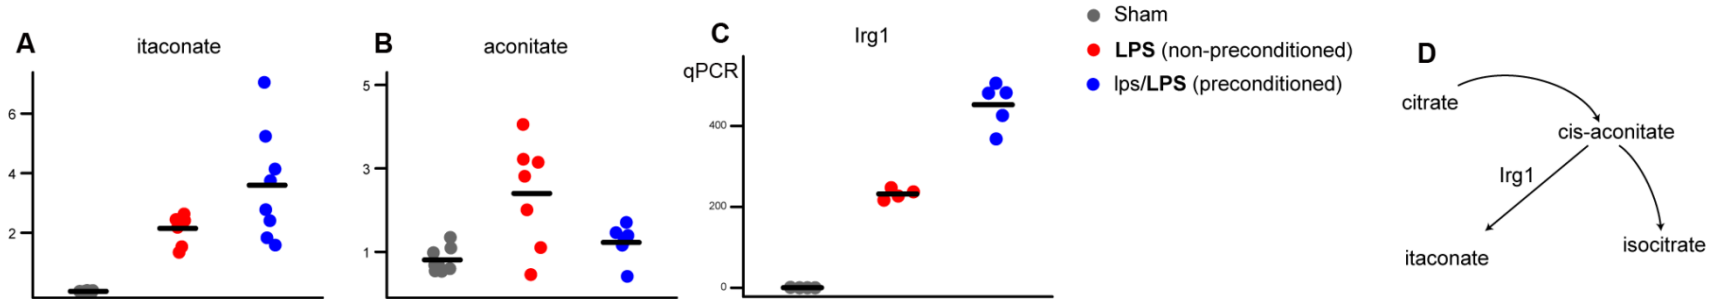 A
itaconate
6
4
2
B
aconitate
5
3
1
C
Irg1
qPCR
400
200
0
Sham
LPS (non-preconditioned)
lps/LPS (preconditioned)
D
citrate
cis-aconitate
Irg1
itaconate
isocitrate